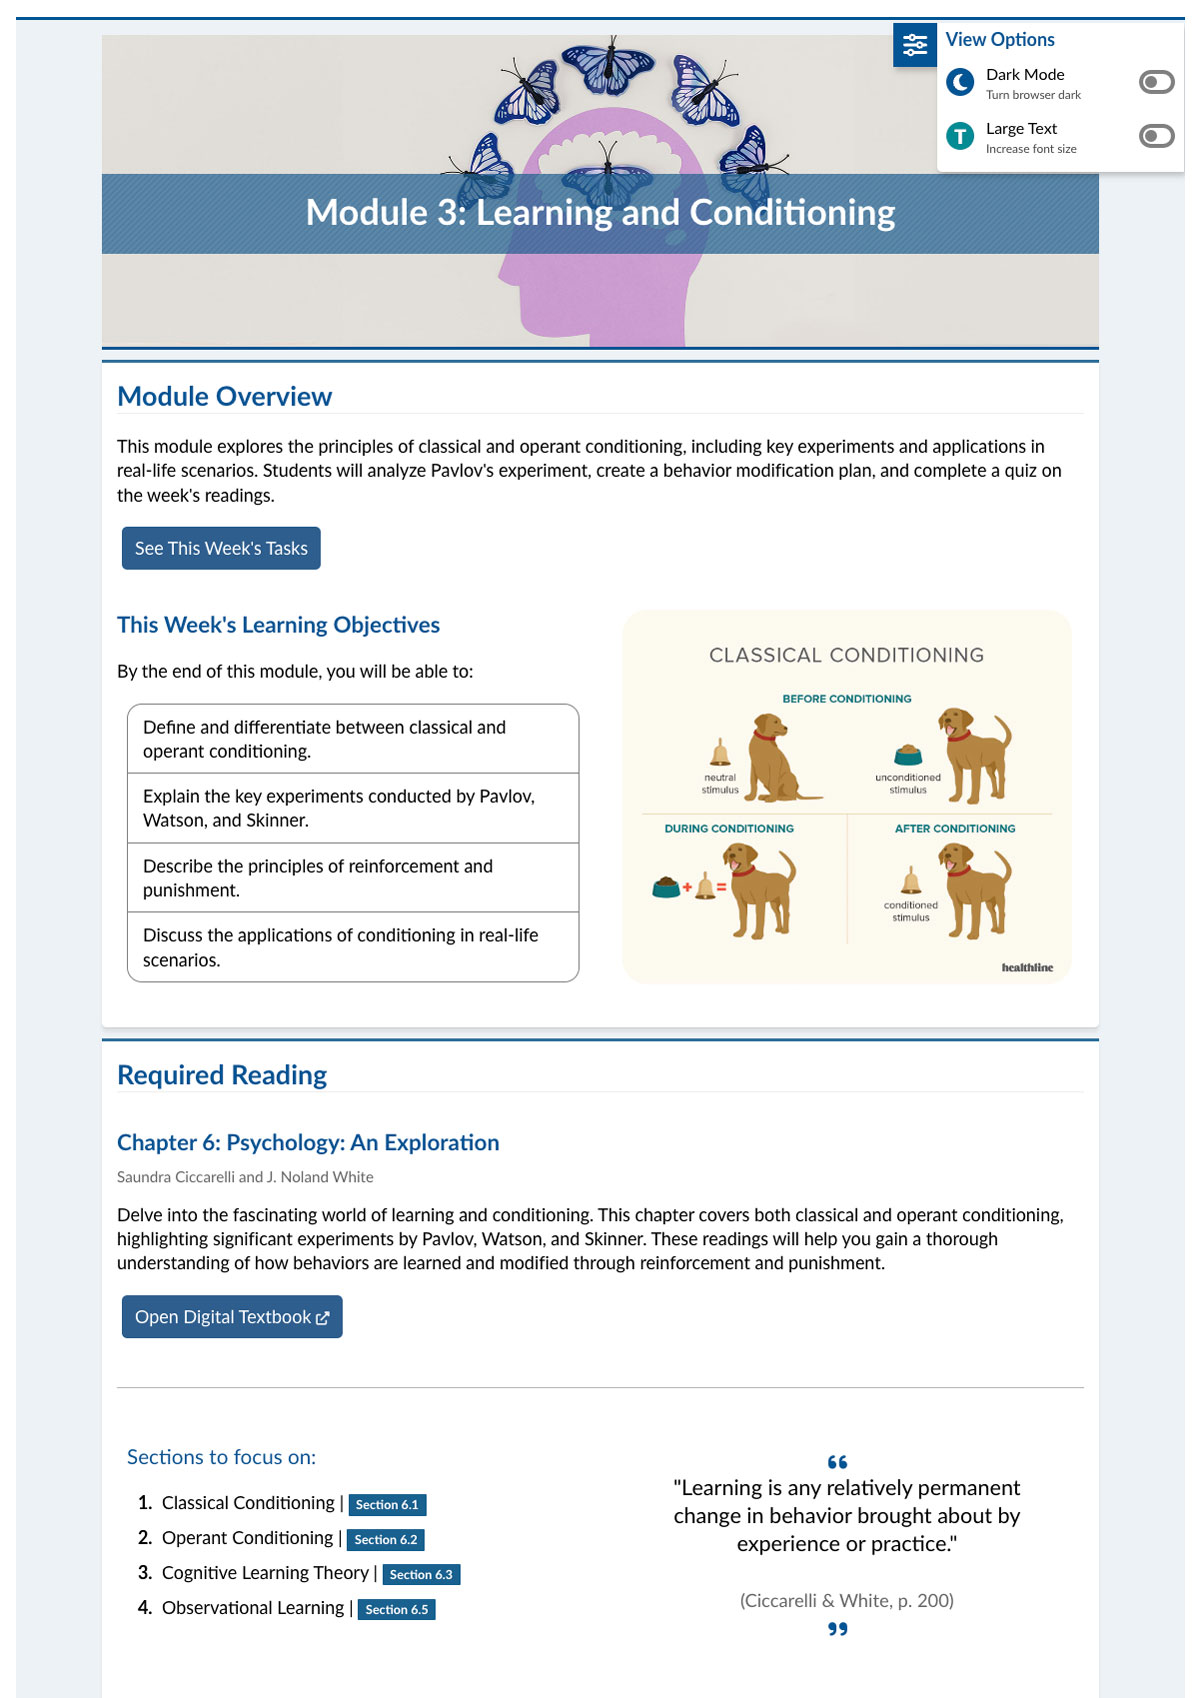 View Options
Dark Mode
Turn browser dark
T Large Text
Increase font size
Module 3: Learning and Conditioning
Module Overview
This module explores the principles of classical and operant conditioning, including key experiments and applications in
real-life scenarios. Students will analyze Pavlov's experiment, create a behavior modification plan, and complete a quiz on
the week's readings.
See This Week's Tasks
This Week's Learning Objectives
By the end of this module, you will be able to:
Define and differentiate between classical and
operant conditioning.
Explain the key experiments conducted by Pavlov,
Watson, and Skinner.
Describe the principles of reinforcement and
punishment.
Discuss the applications of conditioning in real-life
scenarios.
CLASSICAL CONDITIONING
BEFORE CONDITIONING
neutral
stimulus
unconditioned
stimulus
DURING CONDITIONING
+ =
AFTER CONDITIONING
conditioned
stimulus
healthline
Required Reading
Chapter 6: Psychology: An Exploration
Saundra Ciccarelli and J. Noland White
Delve into the fascinating world of learning and conditioning. This chapter covers both classical and operant conditioning,
highlighting significant experiments by Pavlov, Watson, and Skinner. These readings will help you gain a thorough
understanding of how behaviors are learned and modified through reinforcement and punishment.
Open Digital Textbook
Sections to focus on:
1. Classical Conditioning | Section 6.1
2. Operant Conditioning | Section 6.2
3. Cognitive Learning Theory | Section 6.3
4. Observational Learning | Section 6.5
“
"Learning is any relatively permanent
change in behavior brought about by
experience or practice."
(Ciccarelli & White, p. 200)
”